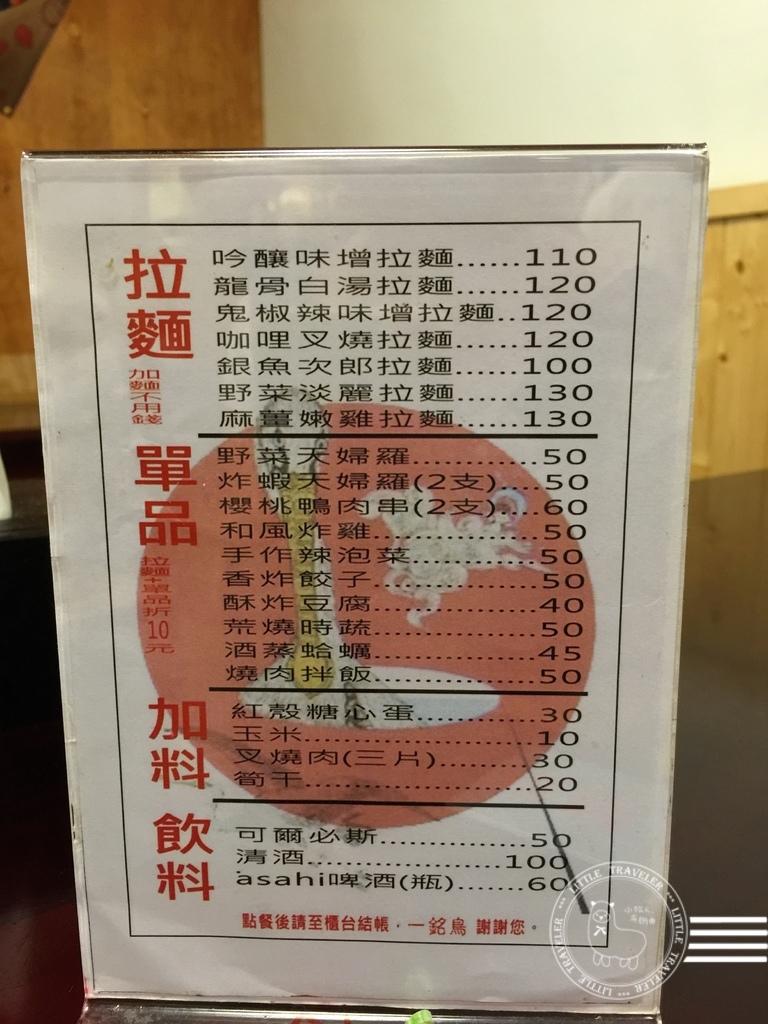 拉麵
加麵不用錢
吟釀味增拉麵......110
龍骨白湯拉麵......120
鬼椒辣味增拉麵..120
咖哩叉燒拉麵......120
銀魚次郎拉麵......100
野菜淡麗拉麵......130
麻薑嫩雞拉麵......130
單品
拉麵+單品折10元
野菜天婦羅............50
炸蝦天婦羅(2支)....50
櫻桃鴨肉串(2支)....60
和風炸雞................50
手作辣泡菜............50
香炸餃子................50
酥炸豆腐................40
荒燒時蔬................50
酒蒸蛤蠣................45
燒肉拌飯................50
加料
紅殼糖心蛋............30
玉米.......................10
叉燒肉(三片).........30
筍干.......................20
飲料
可爾必斯...............50
清酒.....................100
asahi啤酒(瓶).......60
點餐後請至櫃台結帳，一銘烏 謝謝您。
LITTLE TRAVELER LITTLE TRAVELER